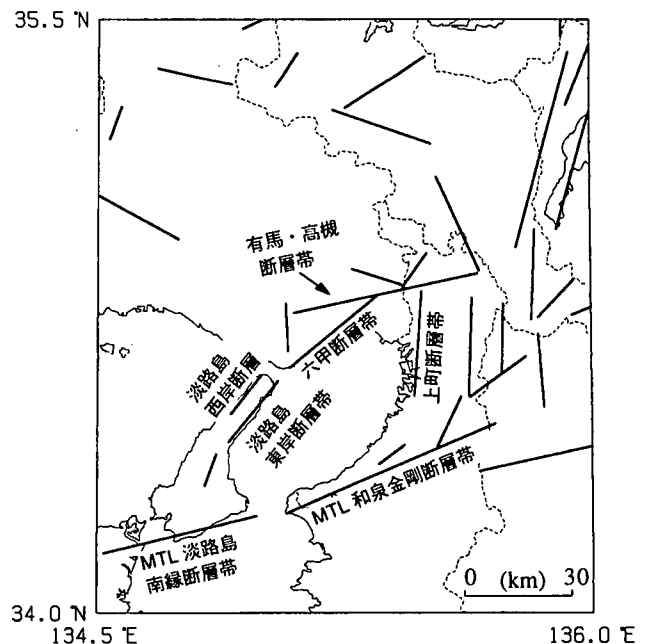 35.5 °N
有馬・高槻
断層帯
六甲断層帯
上町断層帯
淡路島
西岸断層
淡路島
東岸断層帯
MTL 和泉金剛断層帯
MTL 淡路島
南縁断層帯
0 (km) 30
34.0 °N
134.5 °E
136.0 °E